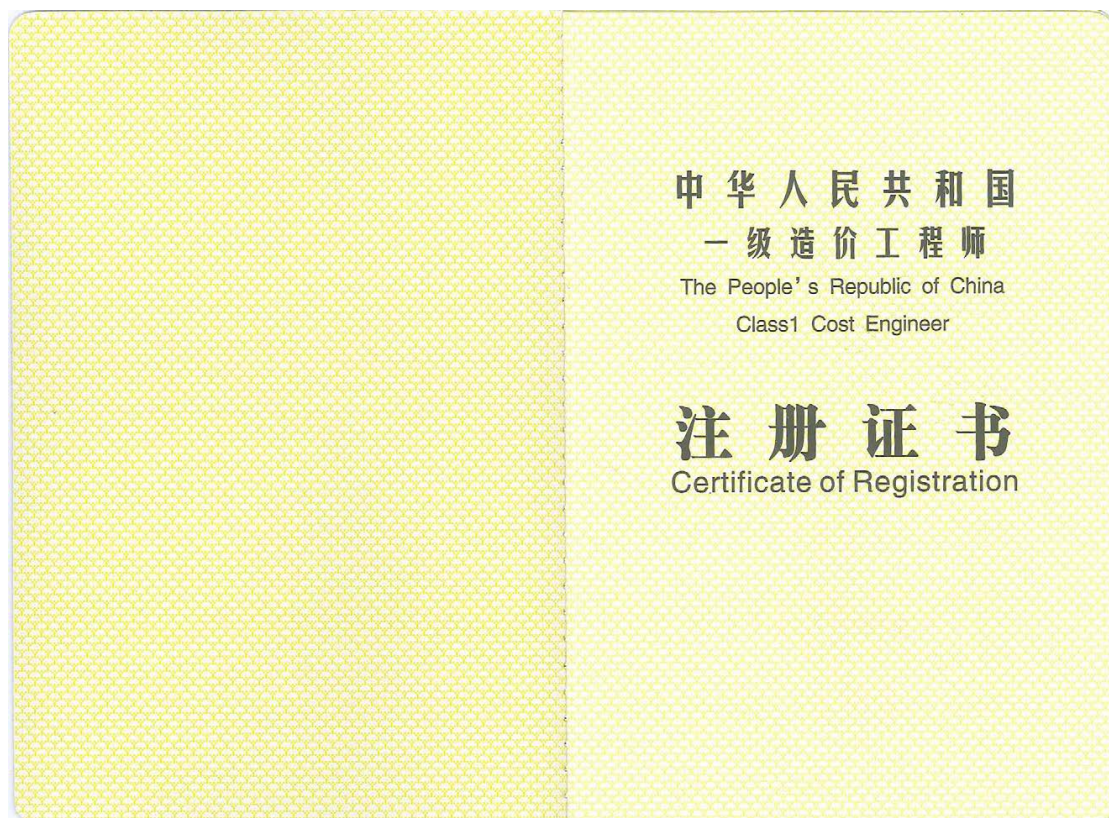 中华人民共和国
一级造价工程师
The People's Republic of China
Class1 Cost Engineer
注册证书
Certificate of Registration